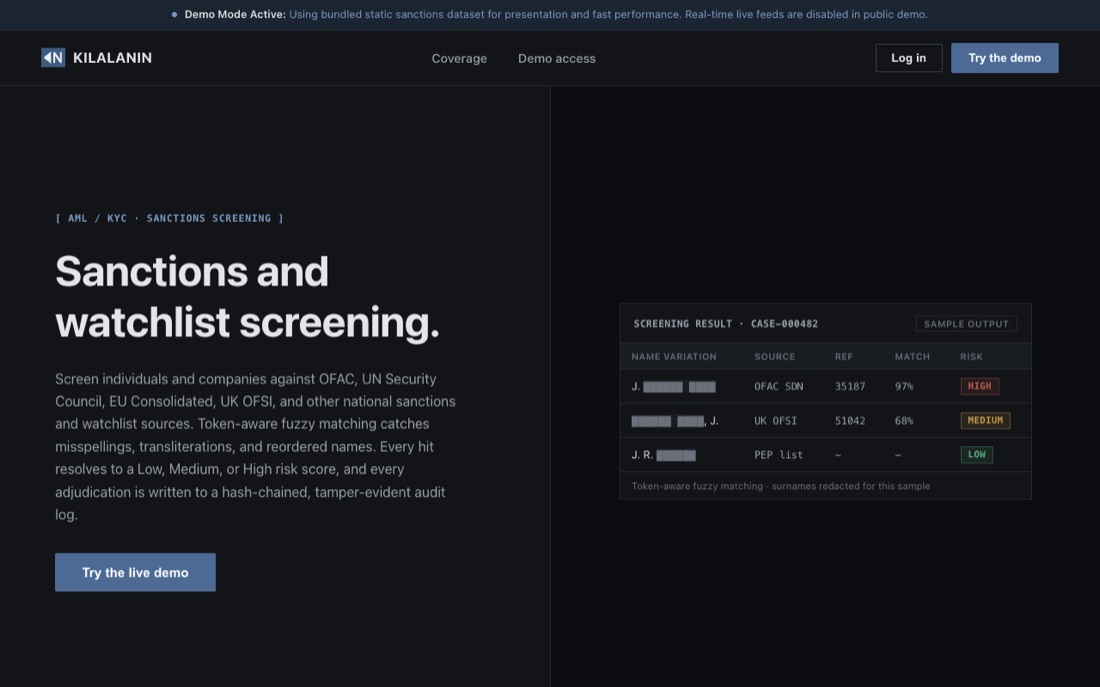 Demo Mode Active: Using bundled static sanctions dataset for presentation and fast performance. Real-time live feeds are disabled in public demo.
KILALANIN
Coverage
Demo access
Log in
Try the demo
[ AML / KYC · SANCTIONS SCREENING ]
Sanctions and
watchlist screening.
Screen individuals and companies against OFAC, UN Security
Council, EU Consolidated, UK OFSI, and other national sanctions
and watchlist sources. Token-aware fuzzy matching catches
misspellings, transliterations, and reordered names. Every hit
resolves to a Low, Medium, or High risk score, and every
adjudication is written to a hash-chained, tamper-evident audit
log.
Try the live demo
SCREENING RESULT · CASE-000482
SAMPLE OUTPUT
NAME VARIATION SOURCE REF MATCH RISK
J. ██████ ████ OFAC SDN 35187 97% HIGH
██████ ████, J. UK OFSI 51042 68% MEDIUM
J. R. ██████ PEP list – – LOW
Token-aware fuzzy matching · surnames redacted for this sample